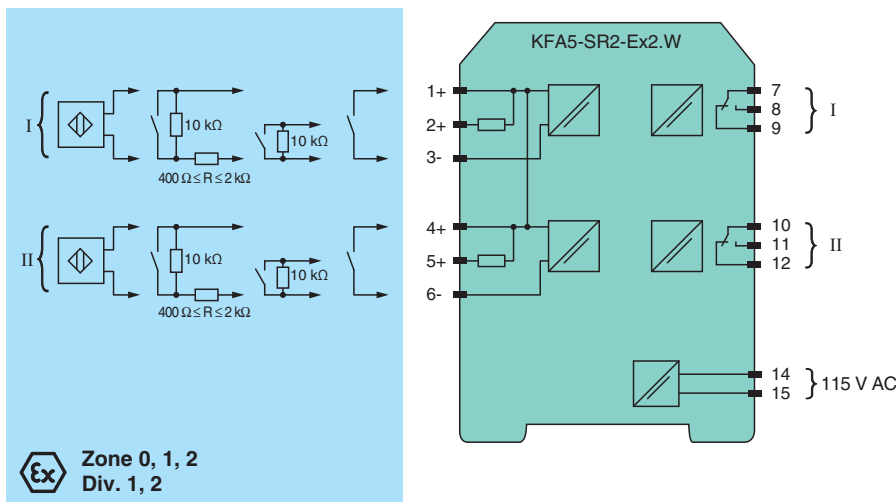 KFA5-SR2-Ex2.W
I
10 kΩ
10 kΩ
400 Ω ≤ R ≤ 2 kΩ
II
10 kΩ
10 kΩ
400 Ω ≤ R ≤ 2 kΩ
Ex
Zone 0, 1, 2
Div. 1, 2
1+
2+
3-
4+
5+
6-
7
8
9
I
10
11
12
II
14
15
115 V AC